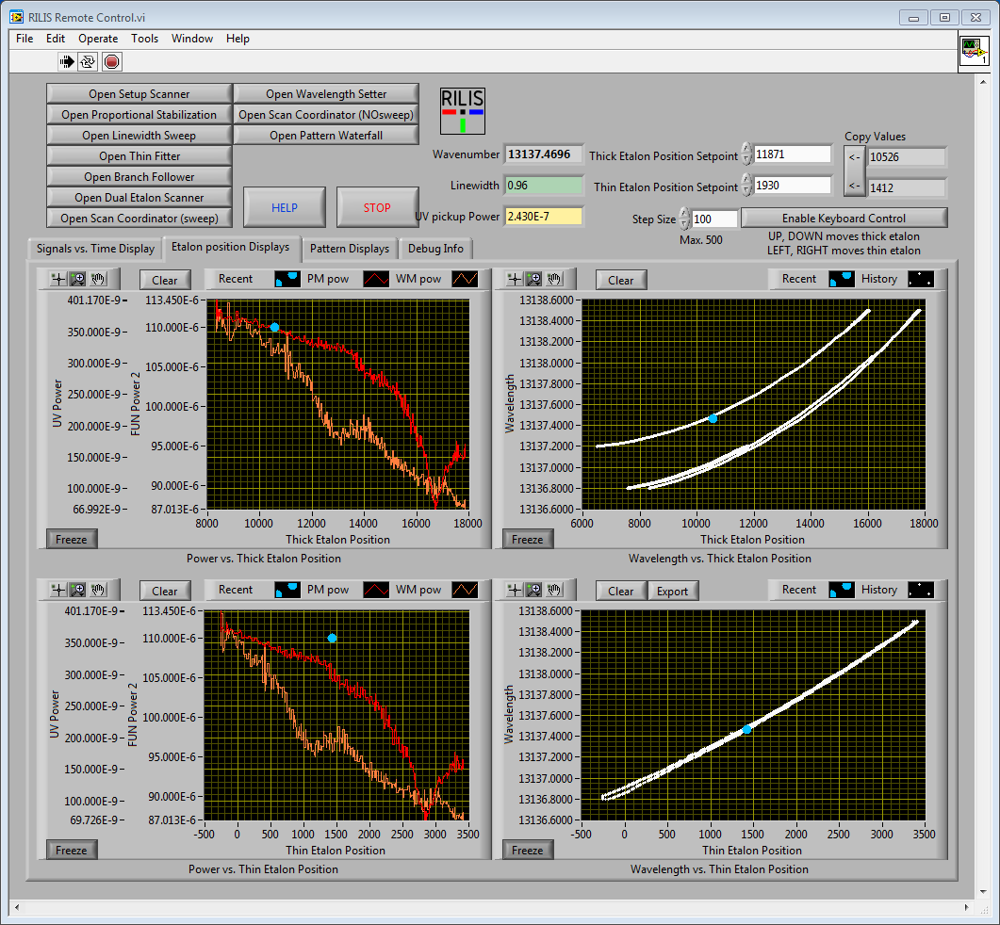 RILIS Remote Control.vi
File Edit Operate Tools Window Help
1
Open Setup Scanner
Open Wavelength Setter
Open Proportional Stabilization
Open Scan Coordinator (NOsweep)
Open Linewidth Sweep
Open Pattern Waterfall
Open Thin Fitter
Open Branch Follower
Open Dual Etalon Scanner
Open Scan Coordinator (sweep)
HELP
STOP
RILIS
Wavenumber 13137.4696
Linewidth 0.96
UV pickup Power 2.430E-7
Thick Etalon Position Setpoint 11871
Thin Etalon Position Setpoint 1930
Copy Values
<- 10526
<- 1412
Step Size 100
Max. 500
Enable Keyboard Control
UP, DOWN moves thick etalon
LEFT, RIGHT moves thin etalon
Signals vs. Time Display
Etalon position Displays
Pattern Displays
Debug Info
Clear
Recent PM pow WM pow
401.170E-9
350.000E-9
300.000E-9
250.000E-9
200.000E-9
150.000E-9
100.000E-9
66.992E-9
UV Power
113.450E-6
110.000E-6
105.000E-6
100.000E-6
95.000E-6
90.000E-6
87.013E-6
FUN Power 2
8000 10000 12000 14000 16000 18000
Thick Etalon Position
Freeze
Power vs. Thick Etalon Position
Clear
Recent History
13138.6000
13138.4000
13138.2000
13138.0000
13137.8000
13137.6000
13137.4000
13137.2000
13137.0000
13136.8000
13136.6000
Wavelength
6000 8000 10000 12000 14000 16000 18000
Thick Etalon Position
Freeze
Wavelength vs. Thick Etalon Position
Clear
Recent PM pow WM pow
401.170E-9
350.000E-9
300.000E-9
250.000E-9
200.000E-9
150.000E-9
100.000E-9
69.726E-9
UV Power
113.450E-6
110.000E-6
105.000E-6
100.000E-6
95.000E-6
90.000E-6
87.013E-6
FUN Power 2
-500 0 500 1000 1500 2000 2500 3000 3500
Thin Etalon Position
Freeze
Power vs. Thin Etalon Position
Clear Export
Recent History
13138.6000
13138.4000
13138.2000
13138.0000
13137.8000
13137.6000
13137.4000
13137.2000
13137.0000
13136.8000
13136.6000
Wavelength
-500 0 500 1000 1500 2000 2500 3000 3500
Thin Etalon Position
Freeze
Wavelength vs. Thin Etalon Position